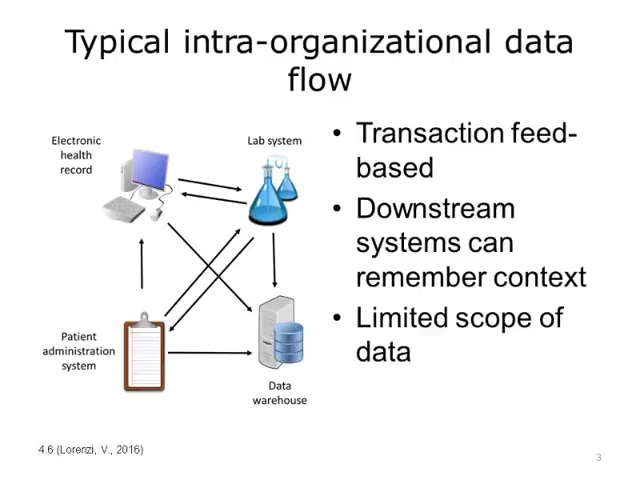 Typical intra-organizational data
flow
Electronic
health
record
Lab system
Patient
administration
system
Data
warehouse
• Transaction feed-
based
• Downstream
systems can
remember context
• Limited scope of
data
4.6 (Lorenzi, V., 2016)
3